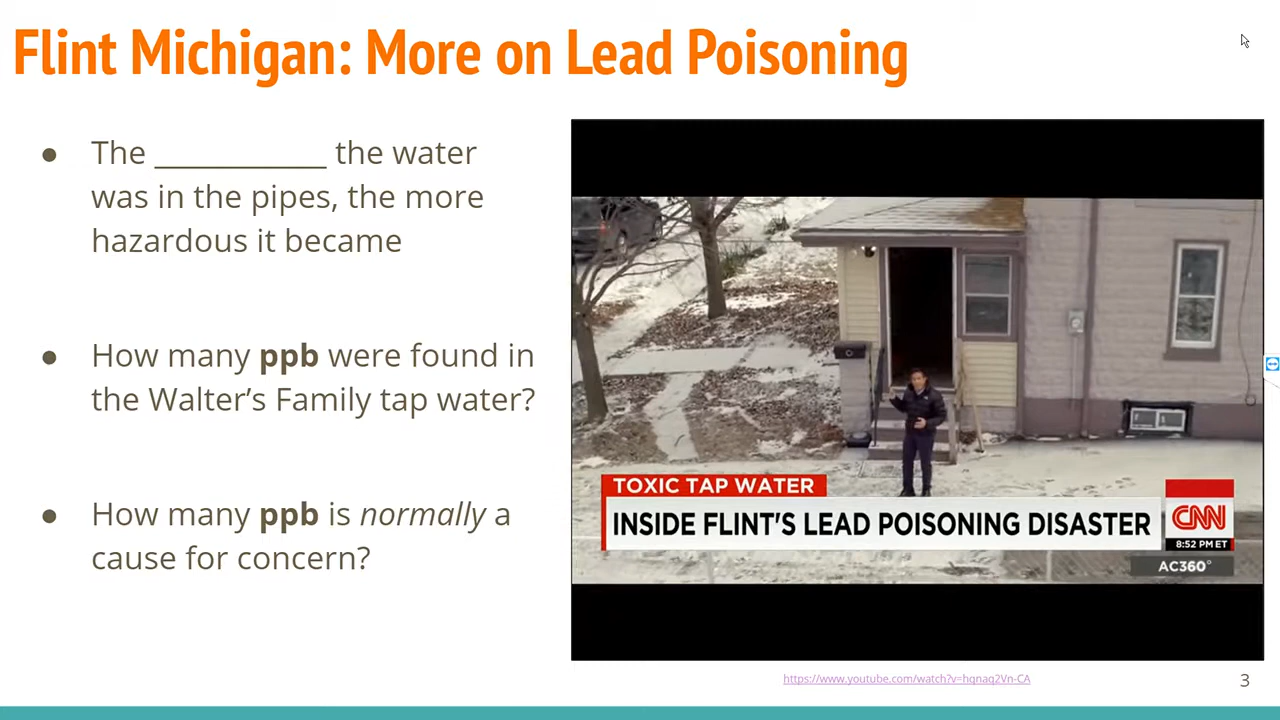 Flint Michigan: More on Lead Poisoning
● The ____________ the water
was in the pipes, the more
hazardous it became
● How many ppb were found in
the Walter's Family tap water?
● How many ppb is normally a
cause for concern?
TOXIC TAP WATER
INSIDE FLINT'S LEAD POISONING DISASTER
CNN
8:52 PM ET
AC360°
https://www.youtube.com/watch?v=hqnaq2Vn-CA
3